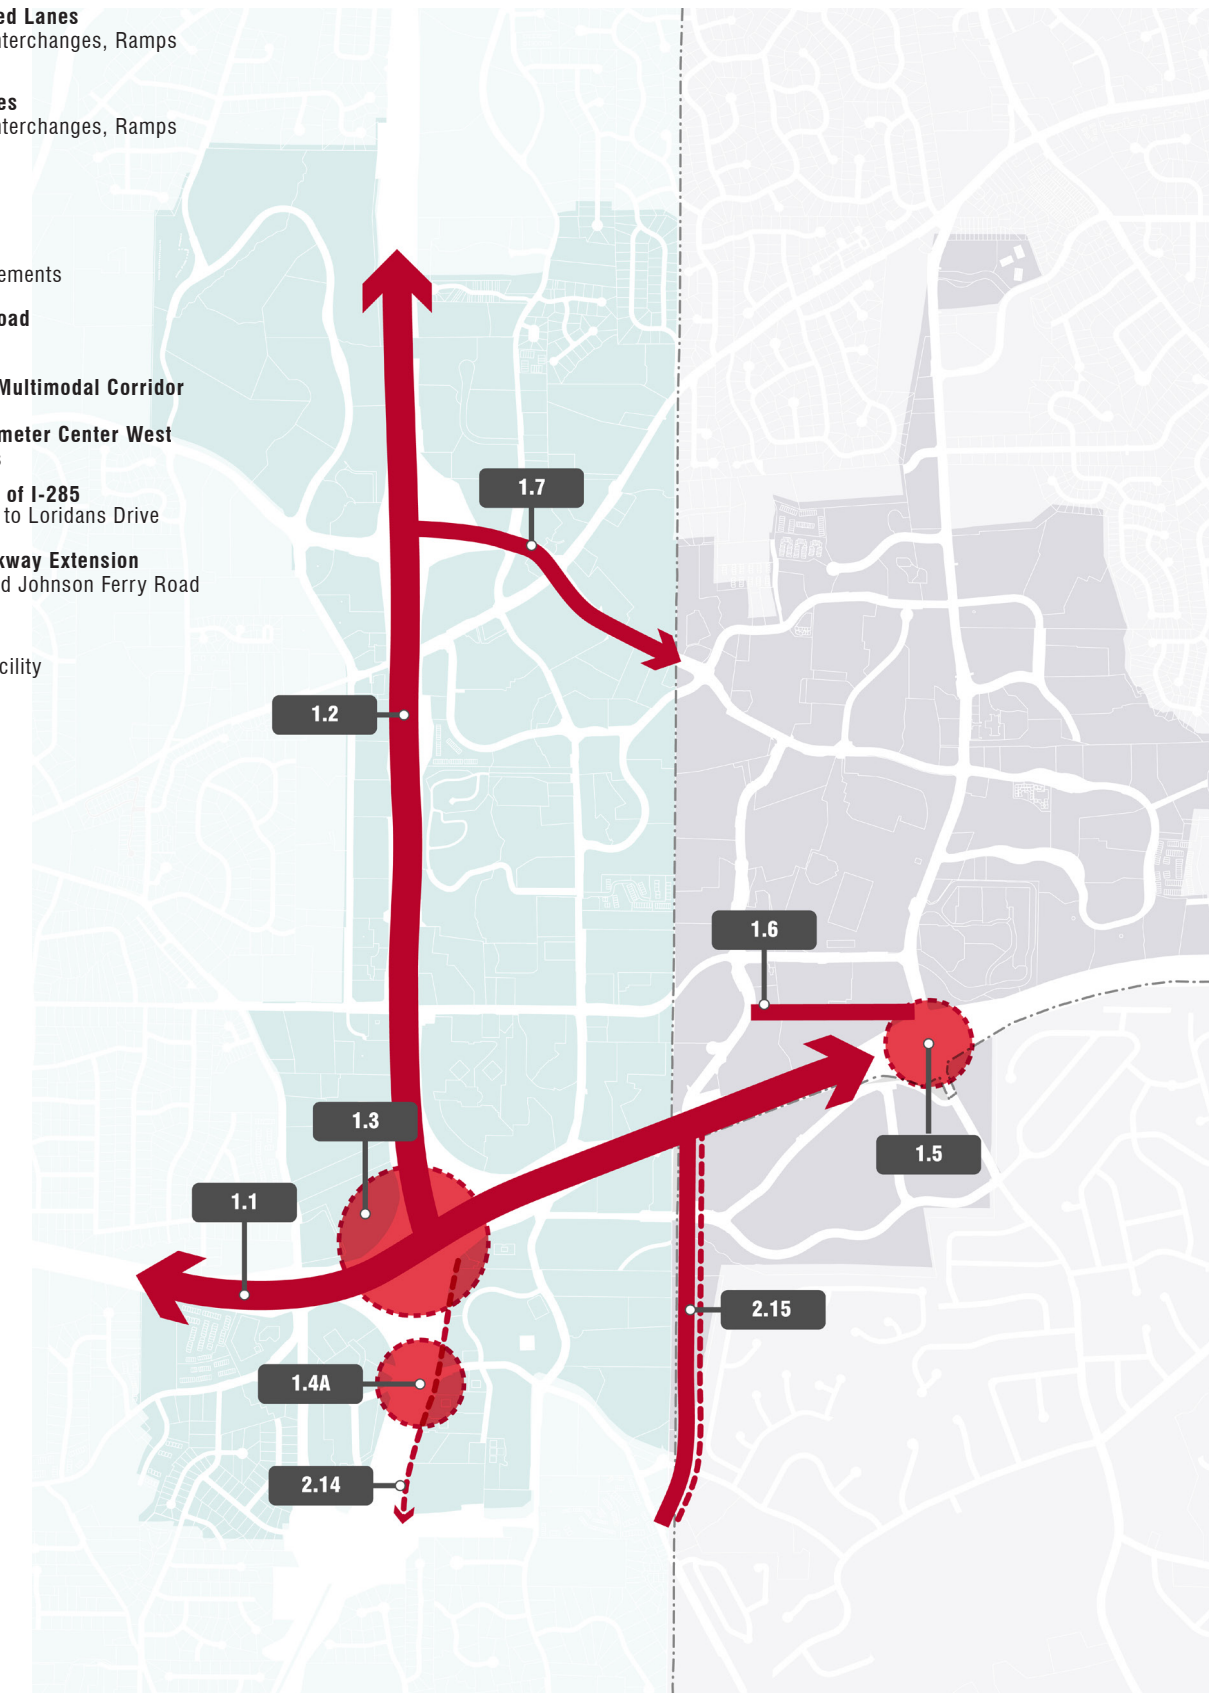 ed Lanes
nterchanges, Ramps
es
nterchanges, Ramps
ements
oad
Multimodal Corridor
meter Center West
s
of I-285
to Loridans Drive
kway Extension
d Johnson Ferry Road
cility
1.7
1.2
1.6
1.3
1.5
1.1
2.15
1.4A
2.14